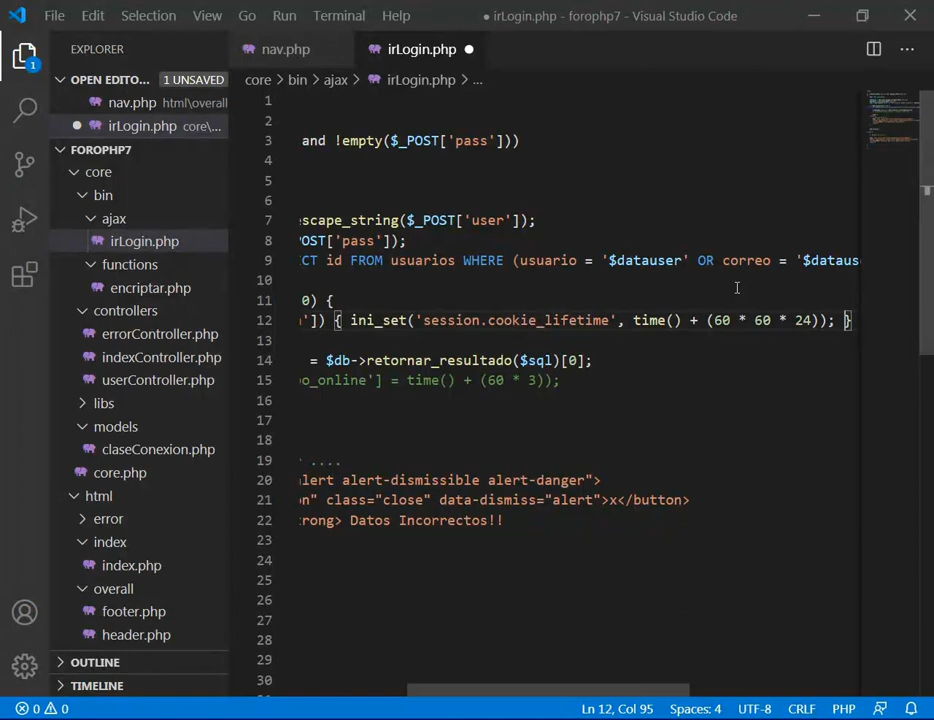 File Edit Selection View Go Run Terminal Help ● irLogin.php - forophp7 - Visual Studio Code
EXPLORER
nav.php irLogin.php
OPEN EDITO... 1 UNSAVED
core > bin > ajax > irLogin.php > ...
nav.php html\overall
irLogin.php core\...
FOROPHP7
core
bin
ajax
irLogin.php
functions
encriptar.php
controllers
errorController.php
indexController.php
userController.php
libs
models
claseConexion.php
core.php
html
error
index
index.php
overall
footer.php
header.php
OUTLINE
TIMELINE
1
1
2
3 and !empty($_POST['pass']))
4
5
6
7 escape_string($_POST['user']);
8 POST['pass']);
9 CT id FROM usuarios WHERE (usuario = '$datauser' OR correo = '$dataus
10
11 0) {
12 ']) { ini_set('session.cookie_lifetime', time() + (60 * 60 * 24)); }
14 = $db->retornar_resultado($sql)[0];
15 po_online'] = time() + (60 * 3));
16
17
18
19 ....
20 alert alert-dismissible alert-danger">
21 on" class="close" data-dismiss="alert">x</button>
22 trong> Datos Incorrectos!!
23
24
25
26
27
28
29
30
0 0 Ln 12, Col 95 Spaces: 4 UTF-8 CRLF PHP